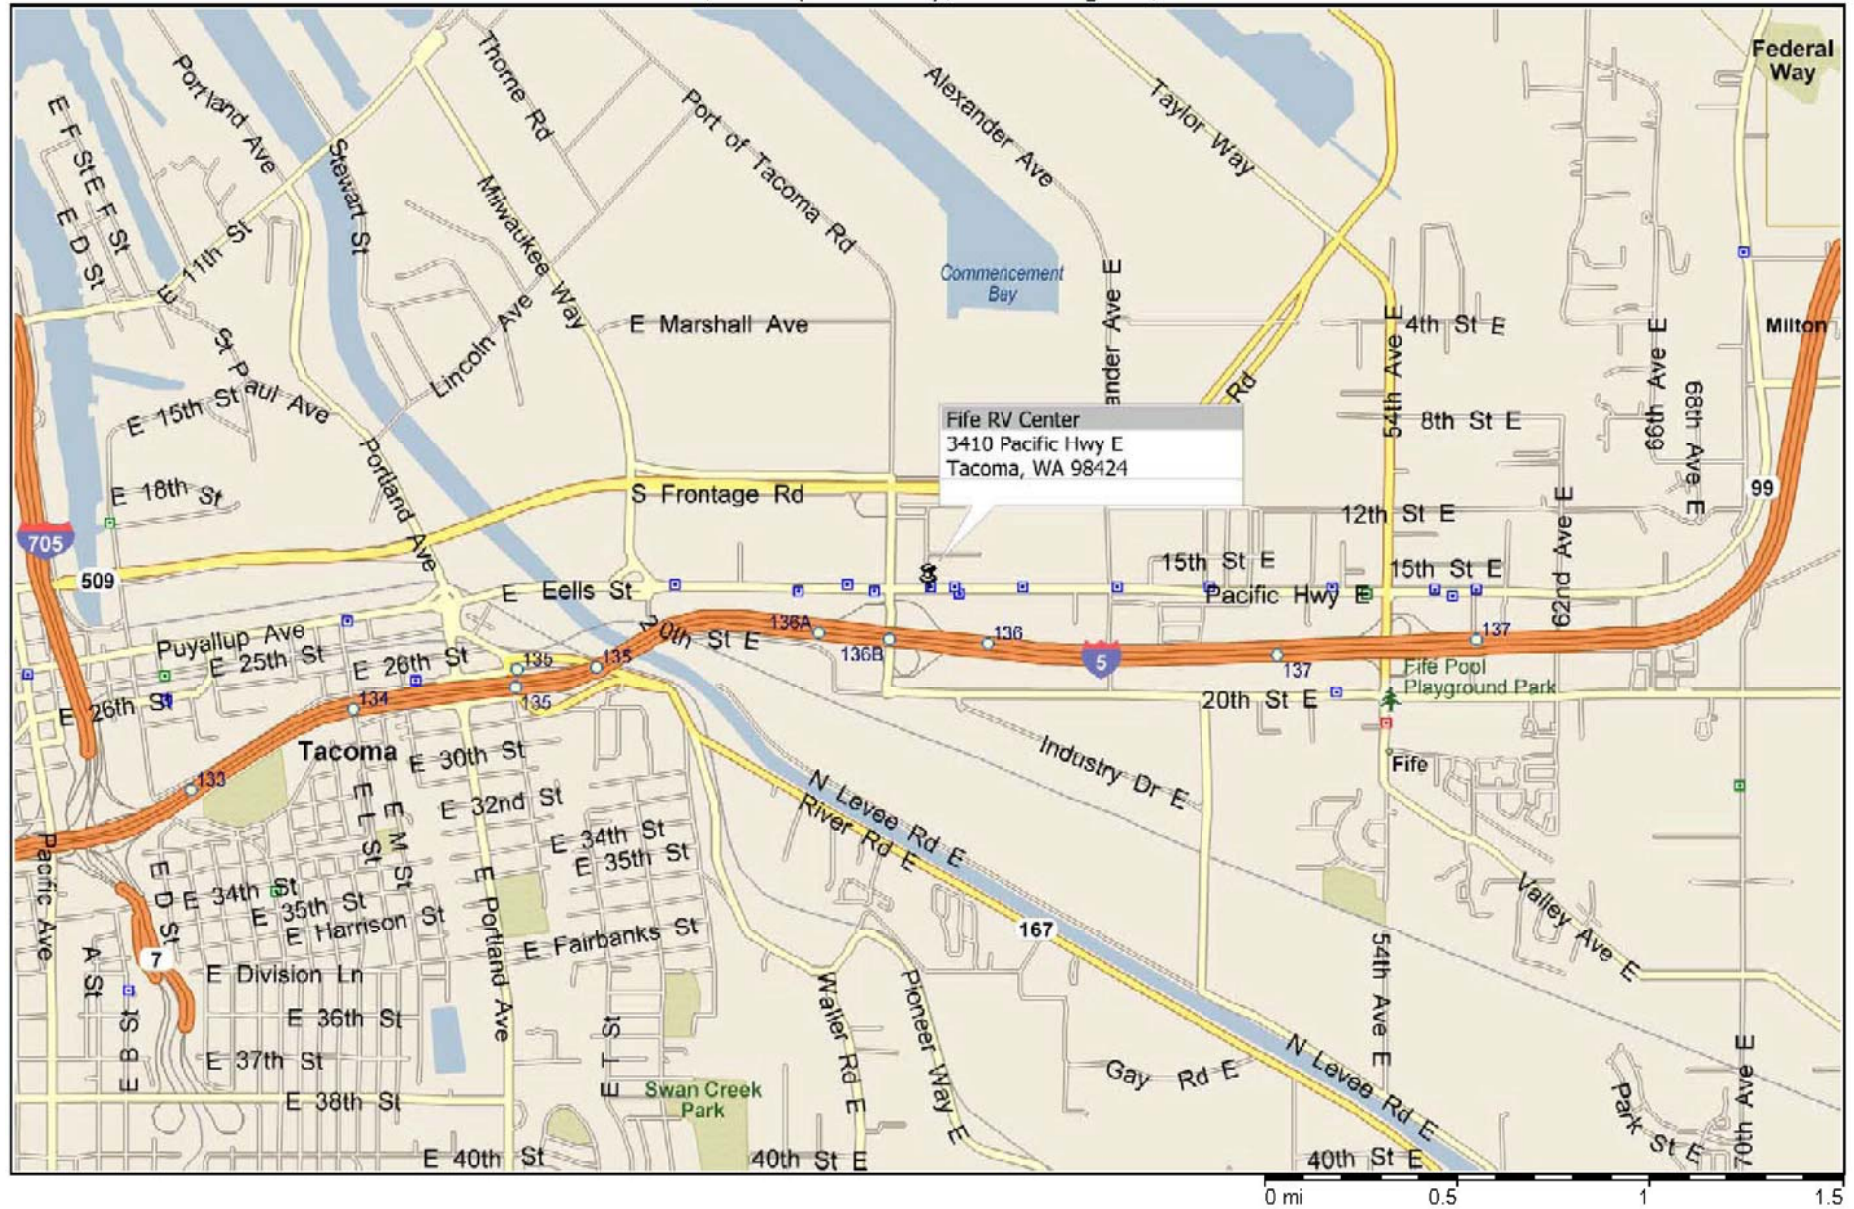 Federal
Way
Portland Ave
Thorne Rd
Port of Tacoma Rd
Alexander Ave
Taylor Way
E F St
E F St
E D St
Stewart St
Milwaukee Way
E 11th St
Commencement
Bay
ander Ave E
E Marshall Ave
4th St E
54th Ave E
66th Ave E
68th Ave E
Milton
St Paul Ave
Lincoln Ave
E 15th St
Rd
8th St E
Fife RV Center
3410 Pacific Hwy E
Tacoma, WA 98424
Portland Ave
E 18th St
S Frontage Rd
99
12th St E
62nd Ave E
705
509
15th St E
15th St E
E Eells St
Pacific Hwy E
Puyallup Ave
20th St E
136A
136B
136
5
137
137
E 25th St
E 26th St
135
135
135
134
Fife Pool
Playground Park
20th St E
E 26th St
Tacoma
E 30th St
Industry Dr E
Fife
133
E L St
E M St
E 32nd St
N Levee Rd E
River Rd E
E 34th St
E 35th St
Pacific Ave
E D St
E 34th St
E 35th St
E Harrison St
E Portland Ave
E Fairbanks St
167
Valley Ave E
54th Ave E
7
A St
E Division Ln
Waller Rd E
Pioneer Way E
E B St
E 36th St
E T St
E 37th St
Gay Rd E
N Levee Rd E
E 38th St
Swan Creek
Park
Park St E
70th Ave E
E 40th St
40th St E
40th St E
0 mi 0.5 1 1.5